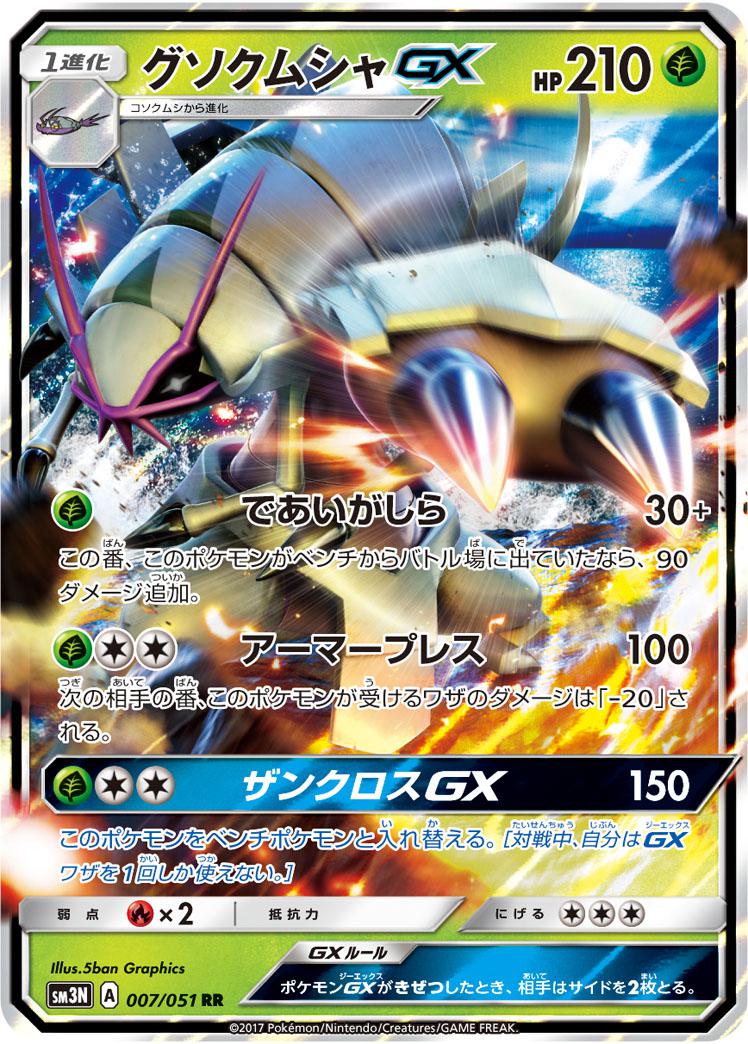 1進化
グソクムシャGX
HP210
コソクムシから進化
であいがしら 30+
この番、このポケモンがベンチからバトル場に出ていたなら、90
ダメージ追加。
アーマープレス 100
次の相手の番、このポケモンが受けるワザのダメージは「-20」さ
れる。
ザンクロスGX 150
このポケモンをベンチポケモンと入れ替える。[対戦中、自分はGX
ワザを1回しか使えない。]
弱点 ×2 抵抗力 にげる
Illus.5ban Graphics
GXルール
ポケモンGXがきぜつしたとき、相手はサイドを2枚とる。
SM3N A 007/051 RR
©2017 Pokémon/Nintendo/Creatures/GAME FREAK.